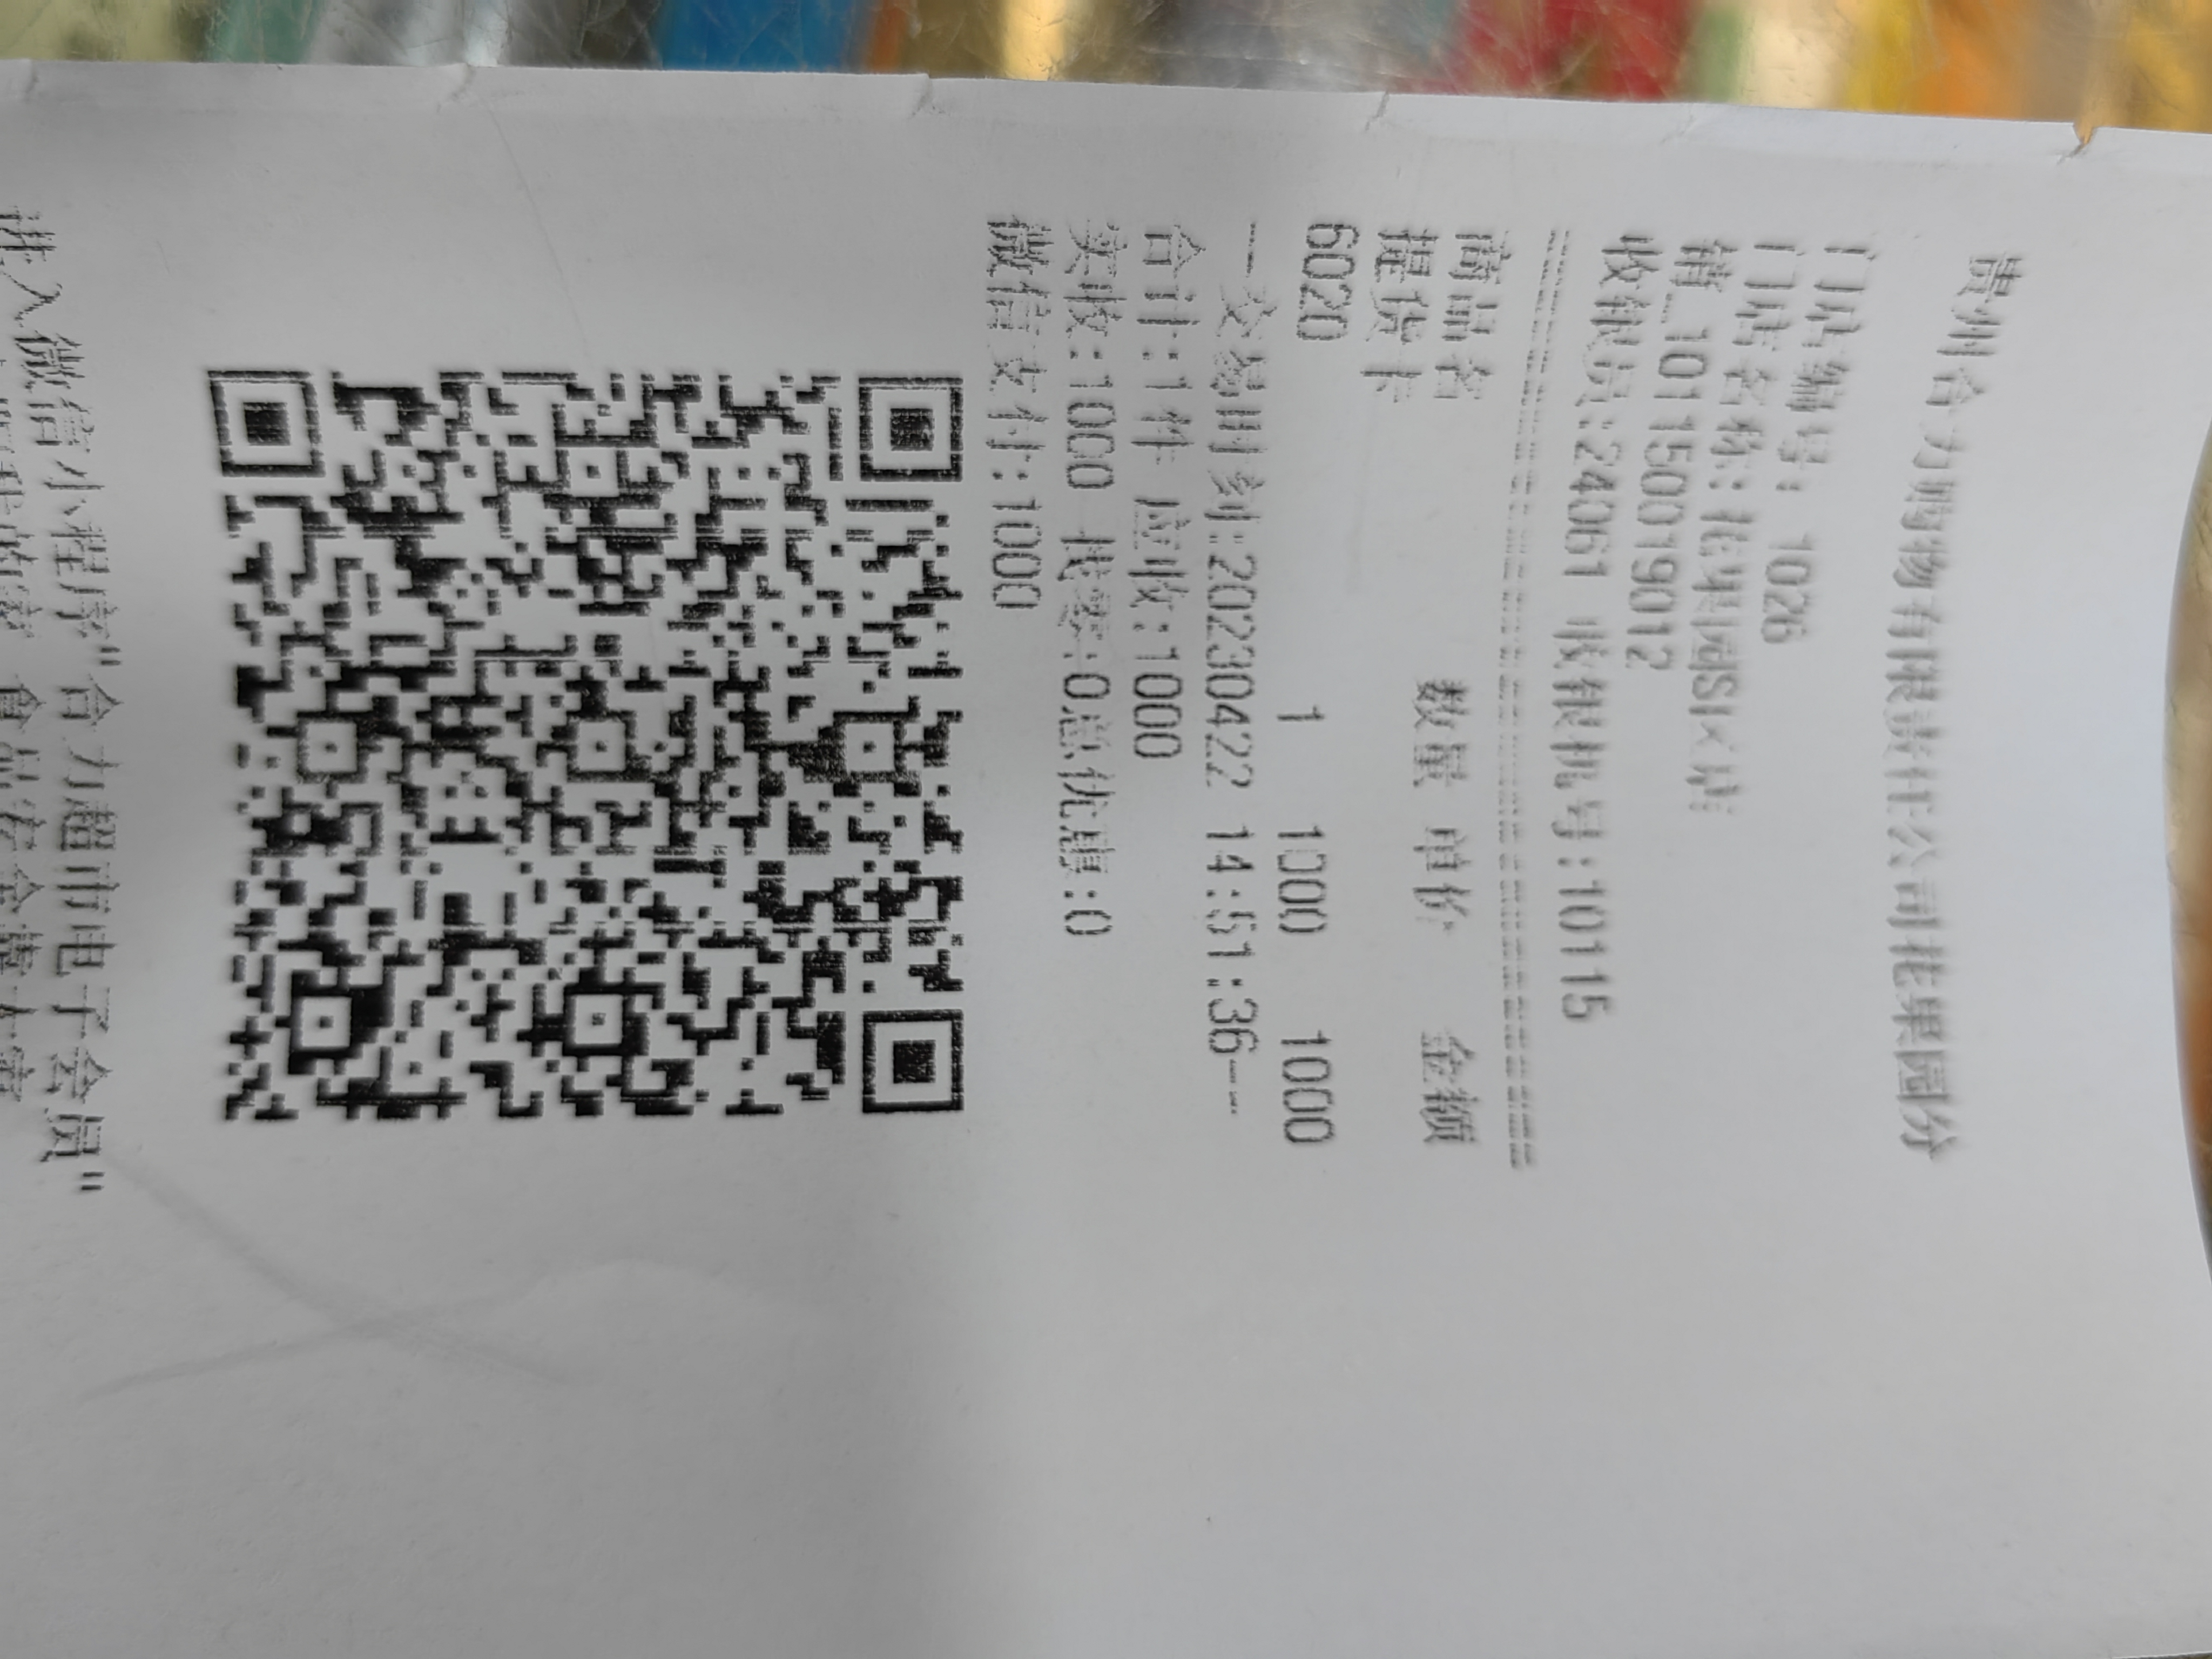 贵州合力购物有限责任公司花果园分
门店编号: 1026
门店名称:花果园S区店
销_1011500190012
收银员:24061 收银机号:10115
================================
商品名 数量 单价 金额
提货卡
6020 1 1000 1000
—交易时刻:20230422 14:51:36--
合计:1件 应收:1000
实收:1000 找零:0总优惠:0
微信支付:1000
进入微信小程序"合力超市电子会员"